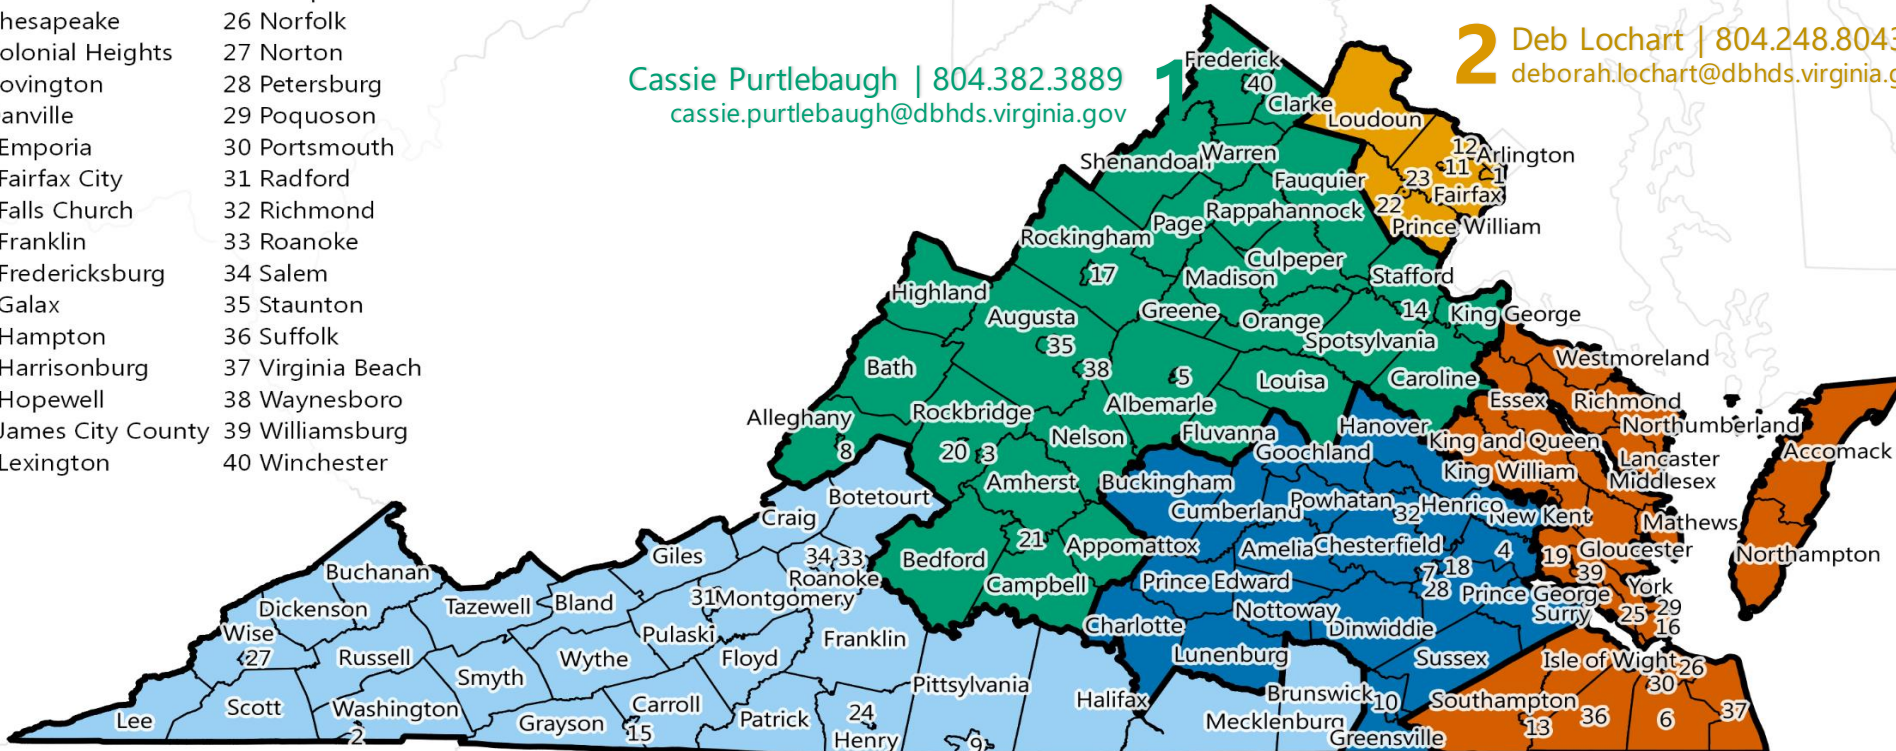 hesapeake 26 Norfolk
olonial Heights 27 Norton
ovington 28 Petersburg
anville 29 Poquoson
Emporia 30 Portsmouth
Fairfax City 31 Radford
Falls Church 32 Richmond
Franklin 33 Roanoke
Fredericksburg 34 Salem
Galax 35 Staunton
Hampton 36 Suffolk
Harrisonburg 37 Virginia Beach
Hopewell 38 Waynesboro
James City County 39 Williamsburg
Lexington 40 Winchester
Cassie Purtlebaugh | 804.382.3889
cassie.purtlebaugh@dbhds.virginia.gov
1
2 Deb Lochart | 804.248.8043
deborah.lochart@dbhds.virginia.g
Frederick
40
Clarke
Loudoun
12
Arlington
11
1
Shenandoah
Warren
Fauquier
23
Fairfax
22
Prince William
Page
Rappahannock
Rockingham
17
Culpeper
Madison
Stafford
Highland
Augusta
Greene
Orange
14
King George
35
Spotsylvania
Westmoreland
Bath
38
5
Louisa
Caroline
Alleghany
Rockbridge
Albemarle
Essex
Richmond
8
20
3
Nelson
Fluvanna
Goochland
Hanover
King and Queen
Northumberland
Accomack
Lancaster
King William
Middlesex
Botetourt
Amherst
Buckingham
Craig
Cumberland
Powhatan
32
Henrico
New Kent
Mathews
Giles
34
33
Bedford
21
Appomattox
Amelia
Chesterfield
4
19
Gloucester
Northampton
Buchanan
Roanoke
Campbell
Prince Edward
7
18
39
York
Dickenson
Tazewell
Bland
31
Montgomery
28
Prince George
Surry
25
29
16
Wise
27
Russell
Wythe
Pulaski
Floyd
Franklin
Charlotte
Nottoway
Dinwiddie
Smyth
Lunenburg
Sussex
Isle of Wight
26
30
Lee
Scott
Washington
2
Grayson
Carroll
15
Patrick
24
Henry
Pittsylvania
9
Halifax
Mecklenburg
Brunswick
10
Greensville
Southampton
13
36
6
37